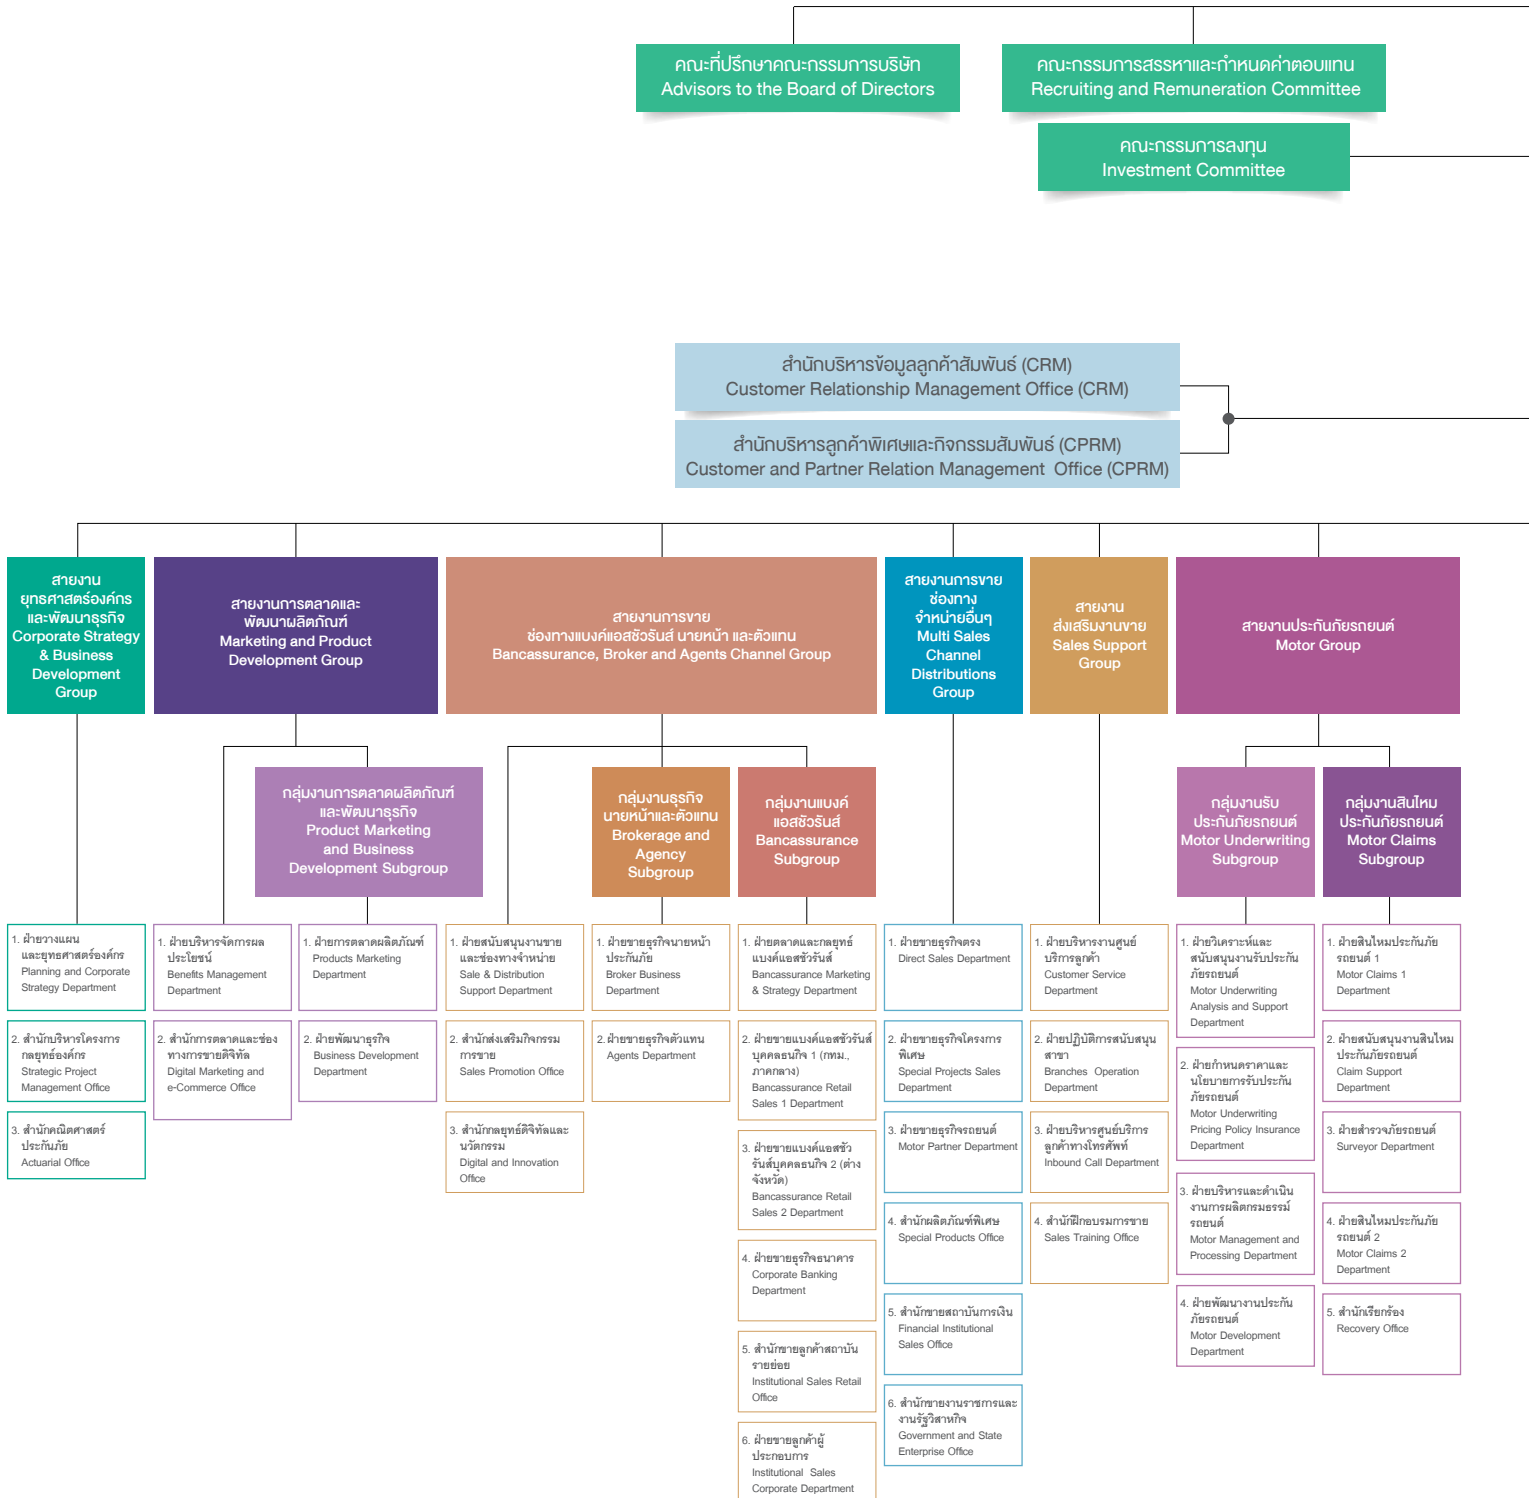 คณะที่ปรึกษาคณะกรรมการบริษัท
Advisors to the Board of Directors
คณะกรรมการสรรหาและกำหนดค่าตอบแทน
Recruiting and Remuneration Committee
คณะกรรมการลงทุน
Investment Committee
สำนักบริหารข้อมูลลูกค้าสัมพันธ์ (CRM)
Customer Relationship Management Office (CRM)
สำนักบริหารลูกค้าพิเศษและกิจกรรมสัมพันธ์ (CPRM)
Customer and Partner Relation Management Office (CPRM)
สายงาน
ยุทธศาสตร์องค์กร
และพัฒนาธุรกิจ
Corporate Strategy
& Business
Development
Group
สายงานการตลาดและ
พัฒนาผลิตภัณฑ์
Marketing and Product
Development Group
สายงานการขาย
ช่องทางแบงค์แอสชัวรันส์ นายหน้า และตัวแทน
Bancassurance, Broker and Agents Channel Group
สายงานการขาย
ช่องทาง
จำหน่ายอื่นๆ
Multi Sales
Channel
Distributions
Group
สายงาน
ส่งเสริมงานขาย
Sales Support
Group
สายงานประกันภัยรถยนต์
Motor Group
กลุ่มงานการตลาดผลิตภัณฑ์
และพัฒนาธุรกิจ
Product Marketing
and Business
Development Subgroup
กลุ่มงานธุรกิจ
นายหน้าและตัวแทน
Brokerage and
Agency
Subgroup
กลุ่มงานแบงค์
แอสชัวรันส์
Bancassurance
Subgroup
กลุ่มงานรับ
ประกันภัยรถยนต์
Motor Underwriting
Subgroup
กลุ่มงานสินไหม
ประกันภัยรถยนต์
Motor Claims
Subgroup
1. ฝ่ายวางแผน
และยุทธศาสตร์องค์กร
Planning and Corporate
Strategy Department
2. สำนักบริหารโครงการ
กลยุทธ์องค์กร
Strategic Project
Management Office
3. สำนักคณิตศาสตร์
ประกันภัย
Actuarial Office
1. ฝ่ายบริหารจัดการผล
ประโยชน์
Benefits Management
Department
2. สำนักการตลาดและช่อง
ทางการขายดิจิทัล
Digital Marketing and
e-Commerce Office
1. ฝ่ายการตลาดผลิตภัณฑ์
Products Marketing
Department
2. ฝ่ายพัฒนาธุรกิจ
Business Development
Department
1. ฝ่ายสนับสนุนงานขาย
และช่องทางจำหน่าย
Sale & Distribution
Support Department
2. สำนักส่งเสริมกิจกรรม
การขาย
Sales Promotion Office
3. สำนักกลยุทธ์ดิจิทัลและ
นวัตกรรม
Digital and Innovation
Office
1. ฝ่ายขายธุรกิจนายหน้า
ประกันภัย
Broker Business
Department
2. ฝ่ายขายธุรกิจตัวแทน
Agents Department
1. ฝ่ายตลาดและกลยุทธ์
แบงค์แอสชัวรันส์
Bancassurance Marketing
& Strategy Department
2. ฝ่ายขายแบงค์แอสชัวรันส์
บุคคลธนกิจ 1 (กทม.,
ภาคกลาง)
Bancassurance Retail
Sales 1 Department
3. ฝ่ายขายแบงค์แอสชัว
รันส์บุคคลธนกิจ 2 (ต่าง
จังหวัด)
Bancassurance Retail
Sales 2 Department
4. ฝ่ายขายธุรกิจธนาคาร
Corporate Banking
Department
5. สำนักขายลูกค้าสถาบัน
รายย่อย
Institutional Sales Retail
Office
6. ฝ่ายขายลูกค้าผู้
ประกอบการ
Institutional Sales
Corporate Department
1. ฝ่ายขายธุรกิจตรง
Direct Sales Department
2. ฝ่ายขายธุรกิจโครงการ
พิเศษ
Special Projects Sales
Department
3. ฝ่ายขายธุรกิจรถยนต์
Motor Partner Department
4. สำนักผลิตภัณฑ์พิเศษ
Special Products Office
5. สำนักขายสถาบันการเงิน
Financial Institutional
Sales Office
6. สำนักขายงานราชการและ
งานรัฐวิสาหกิจ
Government and State
Enterprise Office
1. ฝ่ายบริหารงานศูนย์
บริการลูกค้า
Customer Service
Department
2. ฝ่ายปฏิบัติการสนับสนุน
สาขา
Branches Operation
Department
3. ฝ่ายบริหารศูนย์บริการ
ลูกค้าทางโทรศัพท์
Inbound Call Department
4. สำนักฝึกอบรมการขาย
Sales Training Office
1. ฝ่ายวิเคราะห์และ
สนับสนุนงานรับประกัน
ภัยรถยนต์
Motor Underwriting
Analysis and Support
Department
2. ฝ่ายกำหนดราคาและ
นโยบายการรับประกัน
ภัยรถยนต์
Motor Underwriting
Pricing Policy Insurance
Department
3. ฝ่ายบริหารและดำเนิน
งานการผลิตกรมธรรม์
รถยนต์
Motor Management and
Processing Department
4. ฝ่ายพัฒนางานประกัน
ภัยรถยนต์
Motor Development
Department
1. ฝ่ายสินไหมประกันภัย
รถยนต์ 1
Motor Claims 1
Department
2. ฝ่ายสนับสนุนงานสินไหม
ประกันภัยรถยนต์
Claim Support
Department
3. ฝ่ายสำรวจภัยรถยนต์
Surveyor Department
4. ฝ่ายสินไหมประกันภัย
รถยนต์ 2
Motor Claims 2
Department
5. สำนักเรียกร้อง
Recovery Office